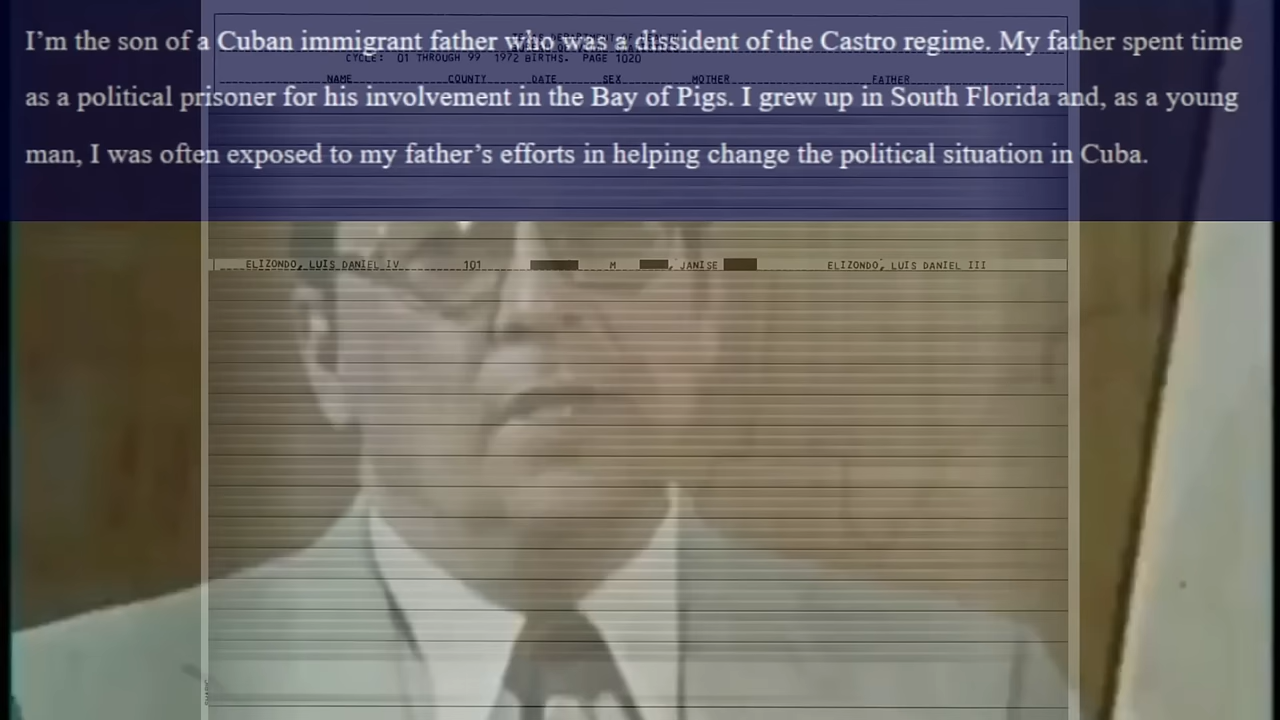 I’m the son of a Cuban immigrant father who was a dissident of the Castro regime. My father spent time
CYCLE: 01 THROUGH 99 1972 BIRTHS. PAGE 1020
NAME COUNTY DATE SEX MOTHER FATHER
as a political prisoner for his involvement in the Bay of Pigs. I grew up in South Florida and, as a young
man, I was often exposed to my father’s efforts in helping change the political situation in Cuba.
ELIZONDO, LUIS DANIEL IV 101 M , JANISE ELIZONDO, LUIS DANIEL III